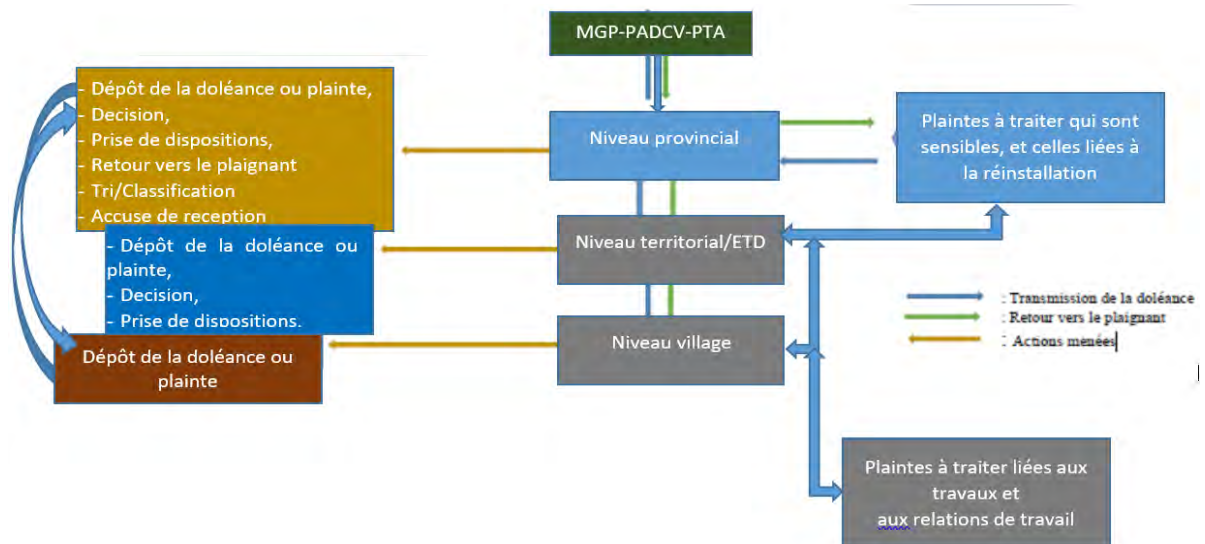 MGP-PADCV-PTA
- Dépôt de la doléance ou plainte,
- Decision,
- Prise de dispositions,
- Retour vers le plaignant
- Tri/Classification
- Accuse de reception
Niveau provincial
Plaintes à traiter qui sont
sensibles, et celles liées à
la réinstallation
- Dépôt de la doléance ou
plainte,
- Decision,
- Prise de dispositions.
Niveau territorial/ETD
: Transmission de la doléance
: Retour vers le plaignant
: Actions menées
Dépôt de la doléance ou
plainte
Niveau village
Plaintes à traiter liées aux
travaux et
aux relations de travail